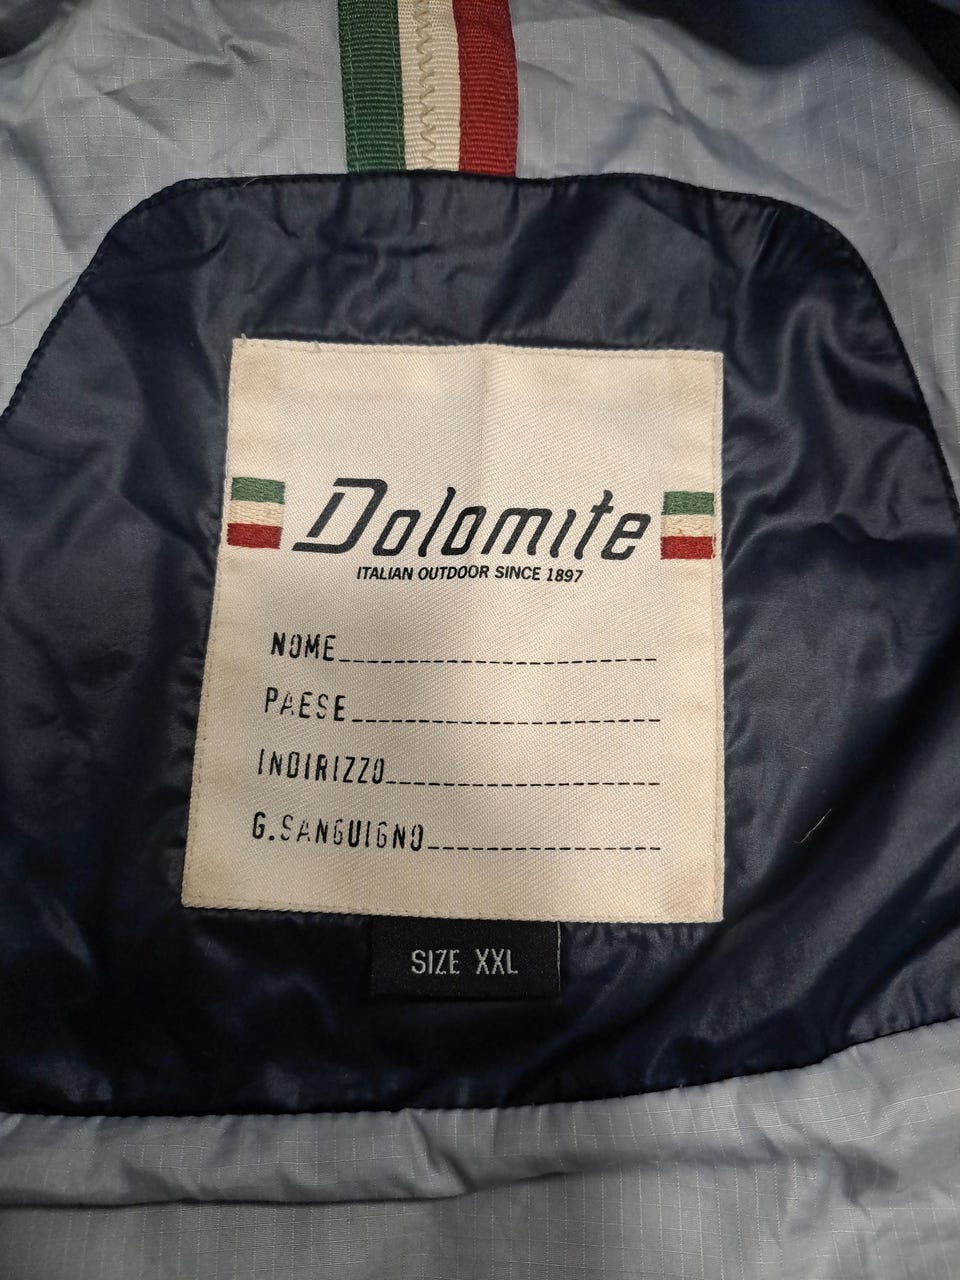 Dolomite
ITALIAN OUTDOOR SINCE 1897
NOME
PAESE
INDIRIZZO
G.SANGUIGNO
SIZE XXL